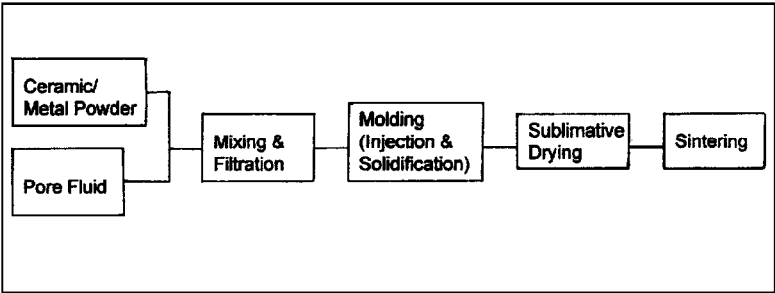 Ceramic/
Metal Powder
Pore Fluid
Mixing &
Filtration
Molding
(Injection &
Solidification)
Sublimative
Drying
Sintering